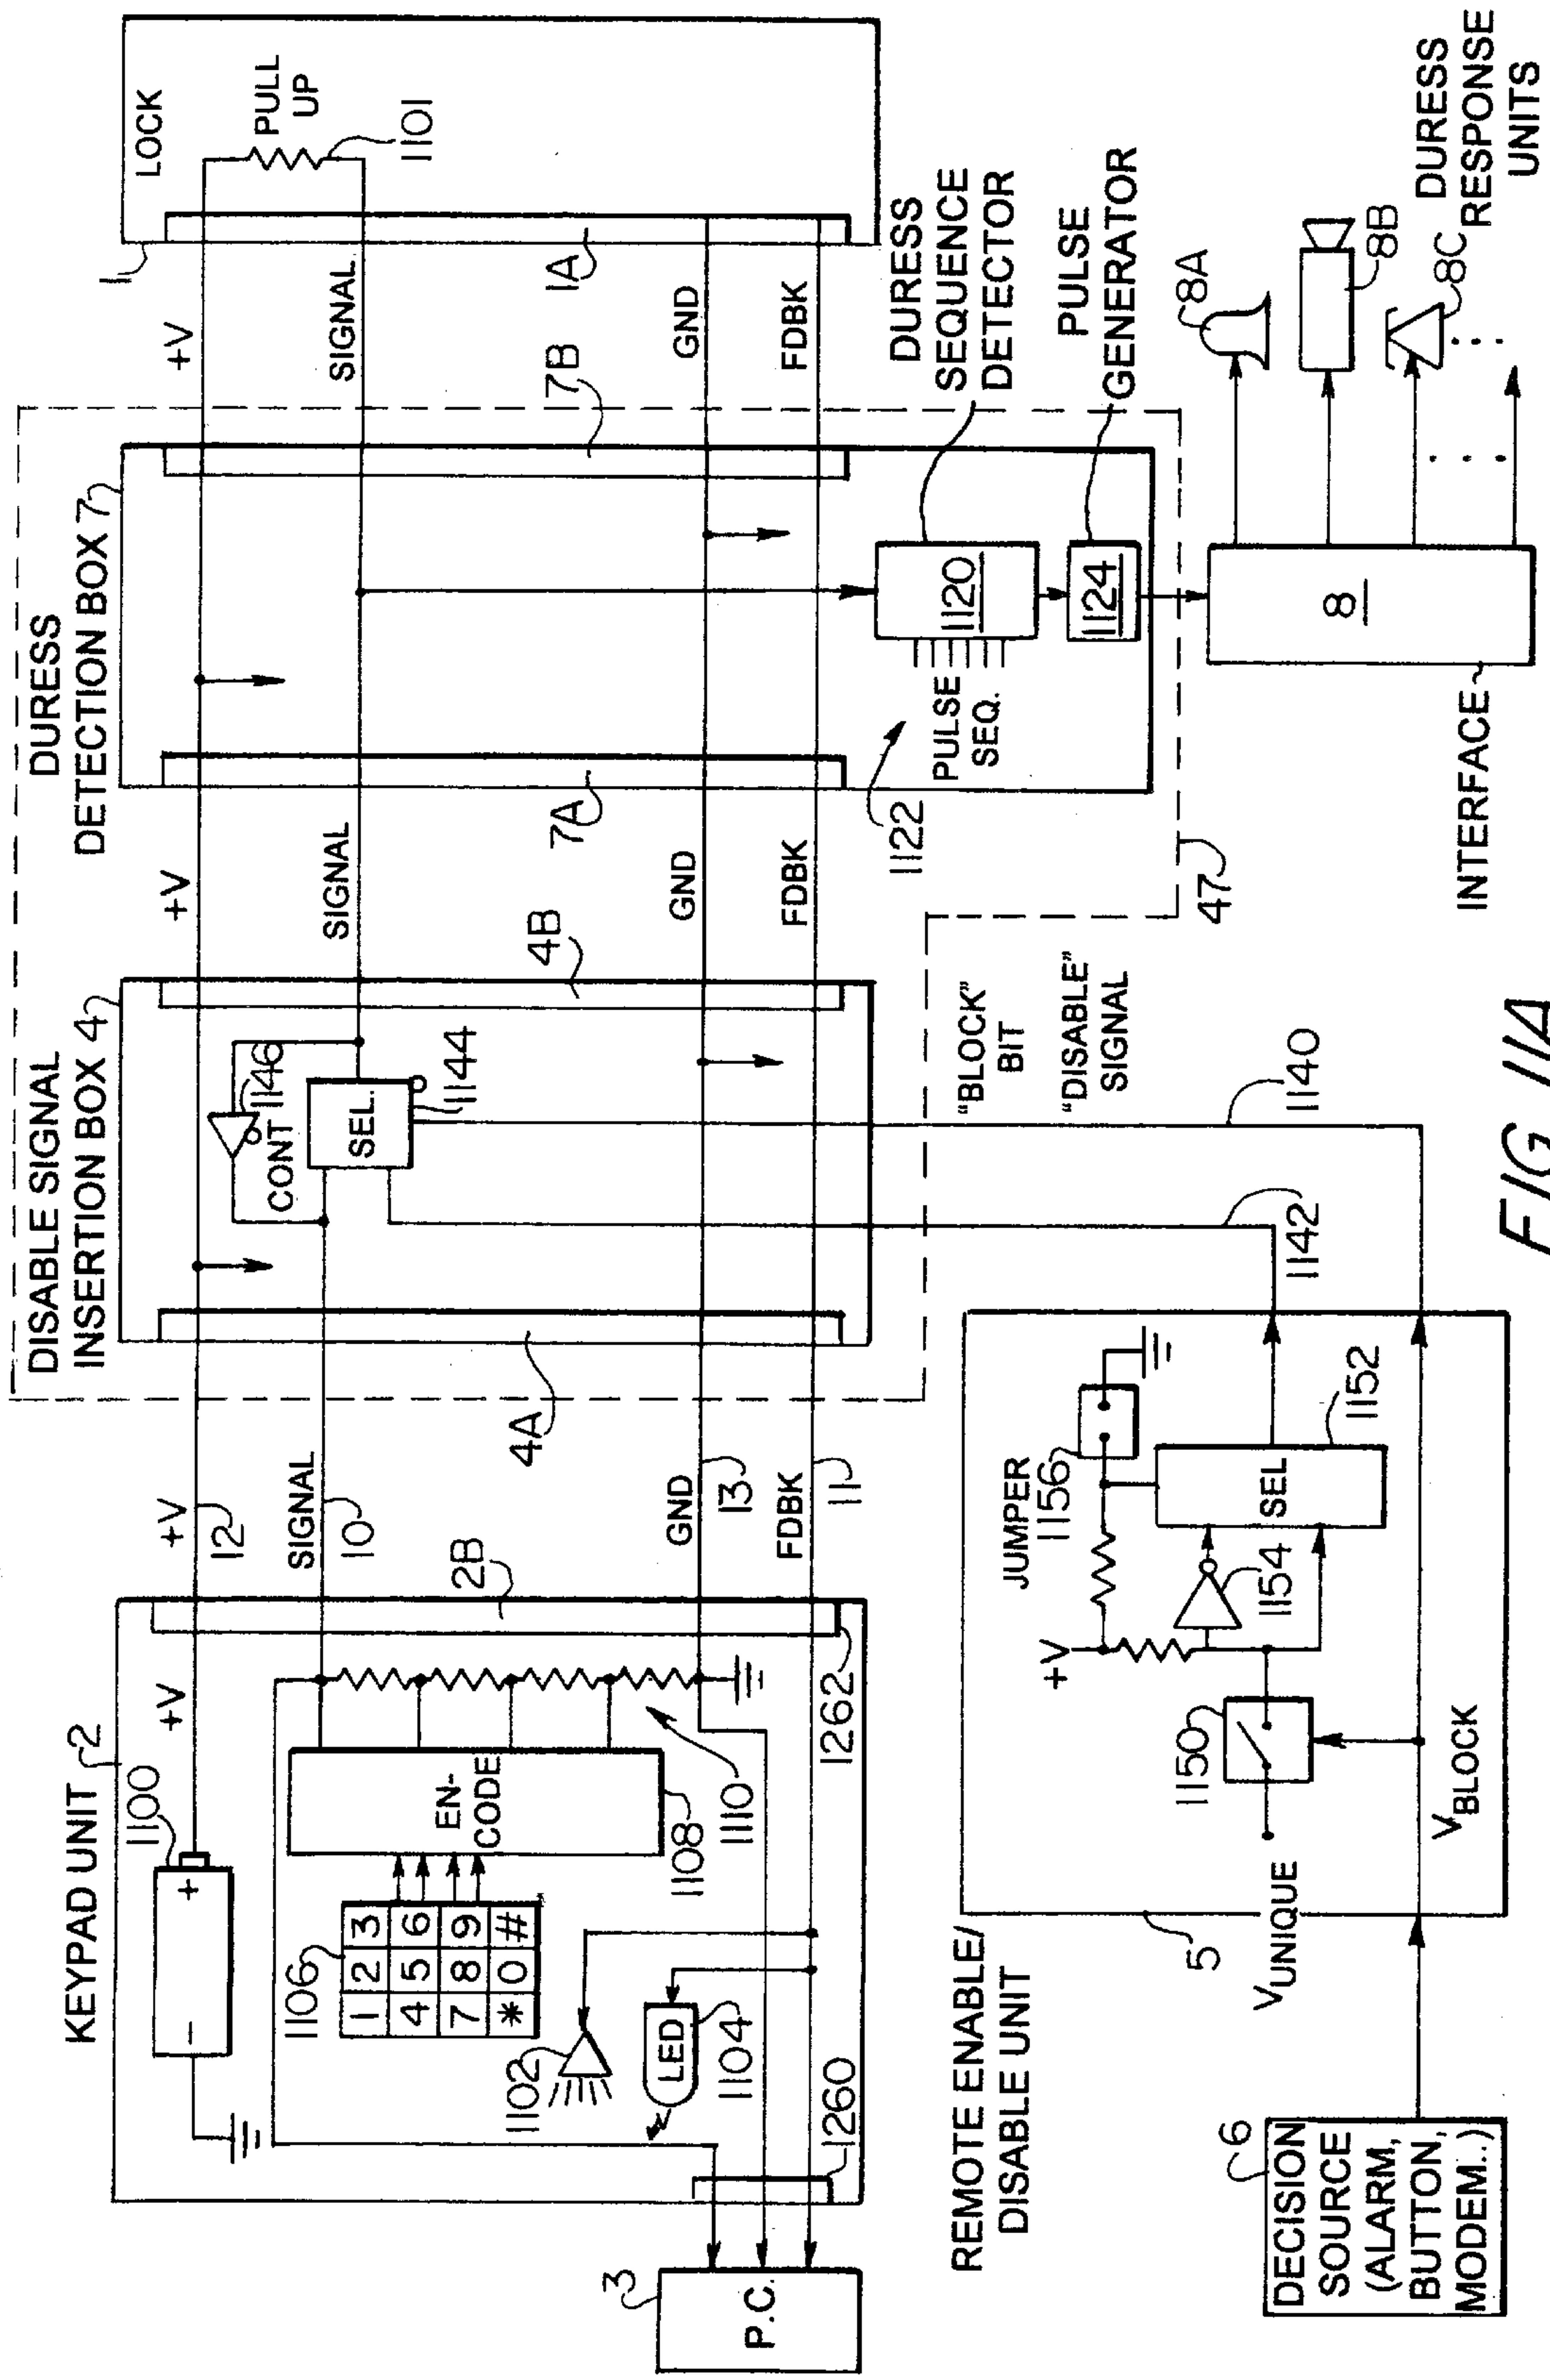 KEYPAD UNIT 2
1100
+V
+
−
1106
1 2 3
4 5 6
7 8 9
* 0 #
EN-
CODE
1108
1110
1102
LED
1104
1260
1262
2B
3
P.C.
+V
12
SIGNAL
10
GND
13
FDBK
11
DISABLE SIGNAL
INSERTION BOX 4
4A
4B
CONT
1146
SEL.
1144
+V
SIGNAL
GND
FDBK
DURESS
DETECTION BOX 7
7A
7B
1122
PULSE
SEQ.
1120
1124
DURESS
SEQUENCE
DETECTOR
PULSE
GENERATOR
47
+V
SIGNAL
GND
FDBK
1
1A
LOCK
PULL
UP
1101
REMOTE ENABLE/
DISABLE UNIT
5
6
DECISION
SOURCE
(ALARM,
BUTTON,
MODEM..)
VUNIQUE
VBLOCK
1150
+V
JUMPER
1156
1154
SEL
1152
1142
1140
"BLOCK"
BIT
"DISABLE"
SIGNAL
INTERFACE
8
8A
8B
8C
DURESS
RESPONSE
UNITS
FIG. 11A